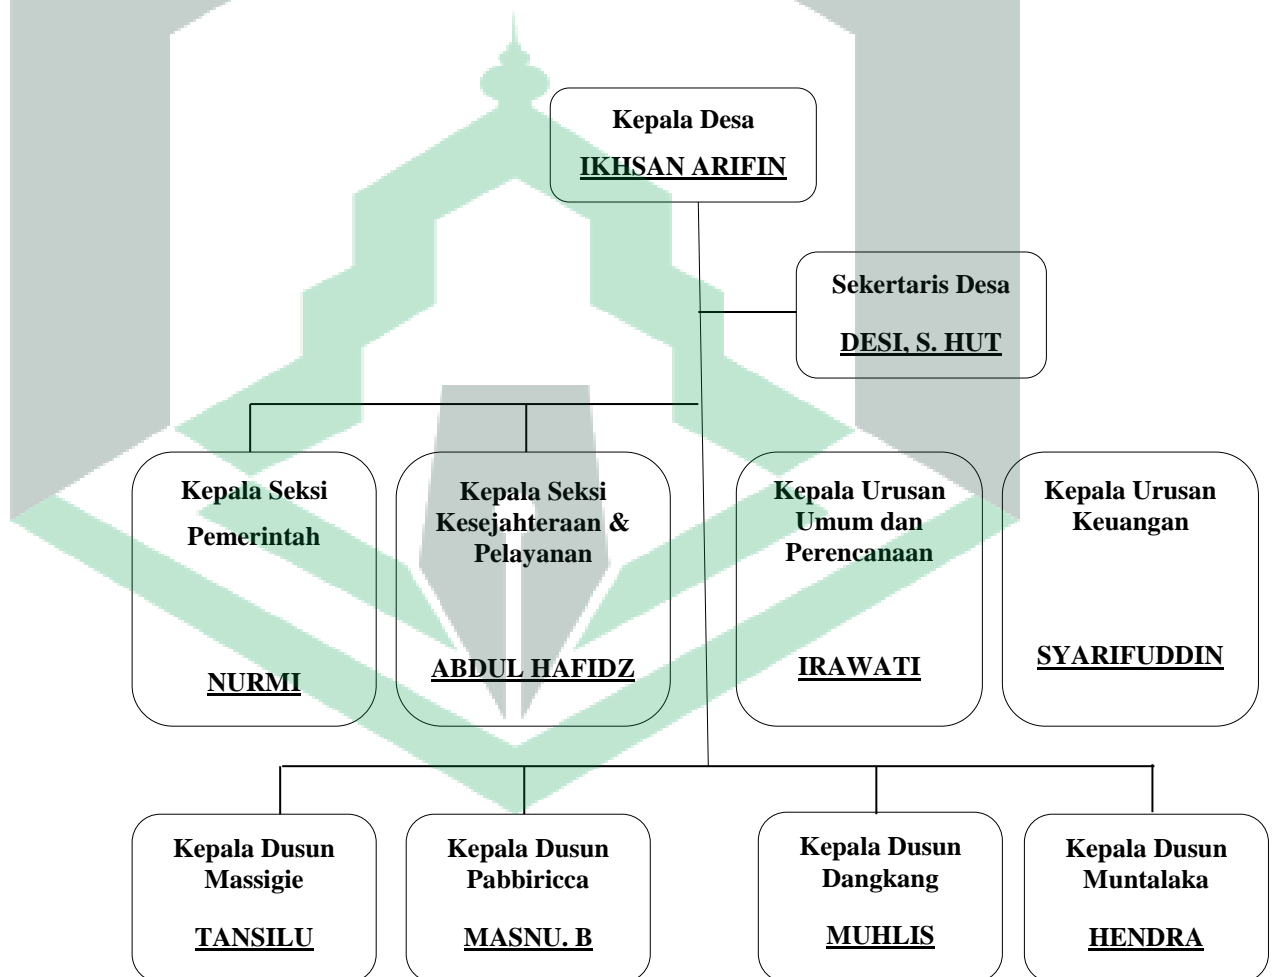 Kepala Desa
IKHSAN ARIFIN
Sekertaris Desa
DESI, S. HUT
Kepala Seksi
Pemerintah
NURMI
Kepala Seksi
Kesejahteraan &
Pelayanan
ABDUL HAFIDZ
Kepala Urusan
Umum dan
Perencanaan
IRAWATI
Kepala Urusan
Keuangan
SYARIFUDDIN
Kepala Dusun
Massigie
TANSILU
Kepala Dusun
Pabbiricca
MASNU. B
Kepala Dusun
Dangkang
MUHLIS
Kepala Dusun
Muntalaka
HENDRA